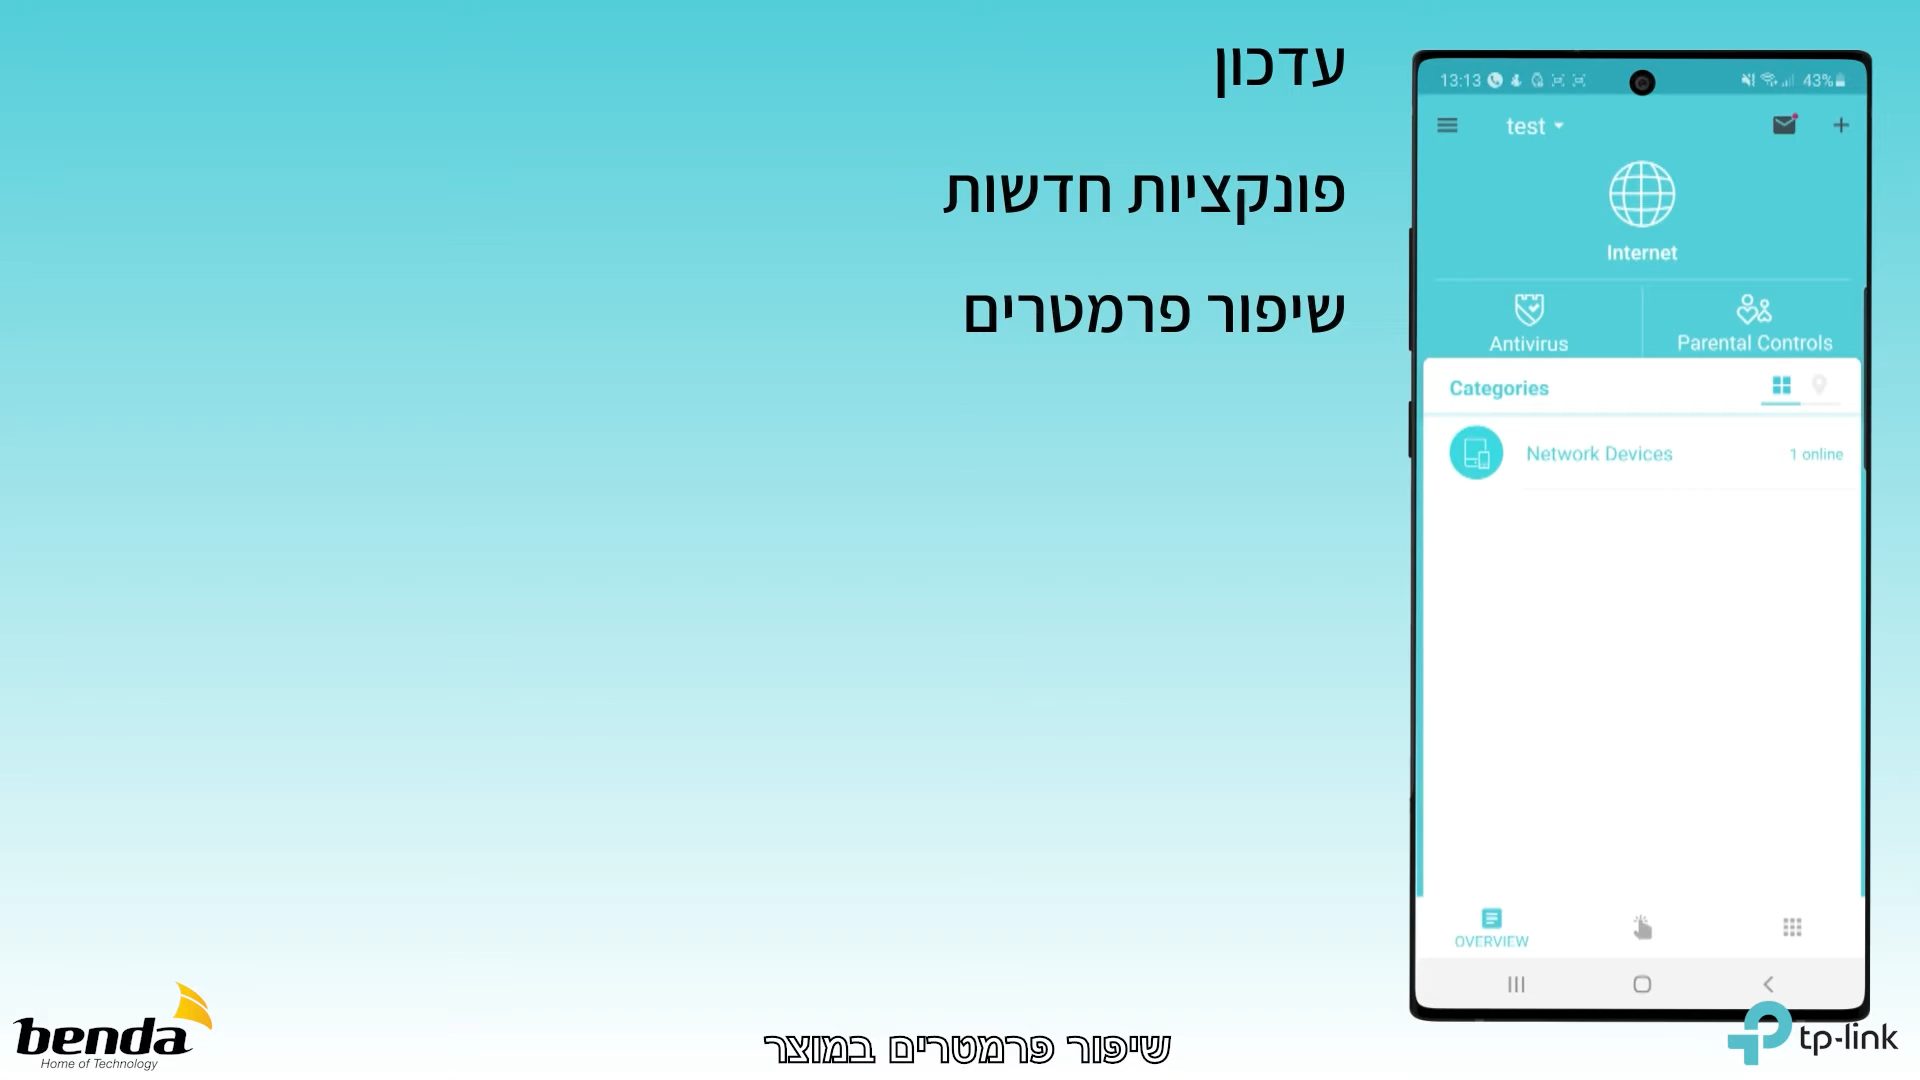 עדכון
פונקציות חדשות
שיפור פרמטרים
13:13 43%
test
Internet
Antivirus Parental Controls
Categories
Network Devices 1 online
OVERVIEW
benda
Home of Technology
שיפור פרמטרים במוצר
tp-link